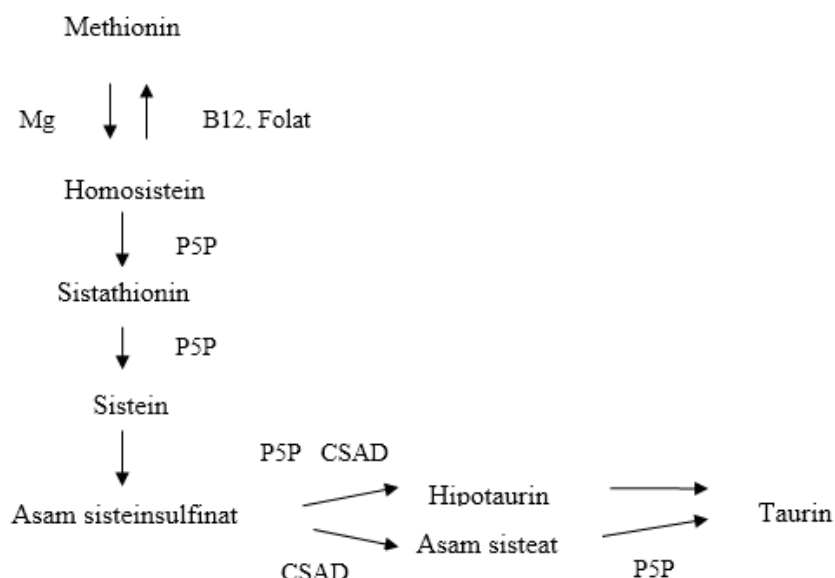 Methionin
Mg B12, Folat
Homosistein
P5P
Sistathionin
P5P
Sistein
P5P CSAD
Asam sisteinsulfinat
Hipotaurin
Taurin
Asam sisteat
CSAD
P5P